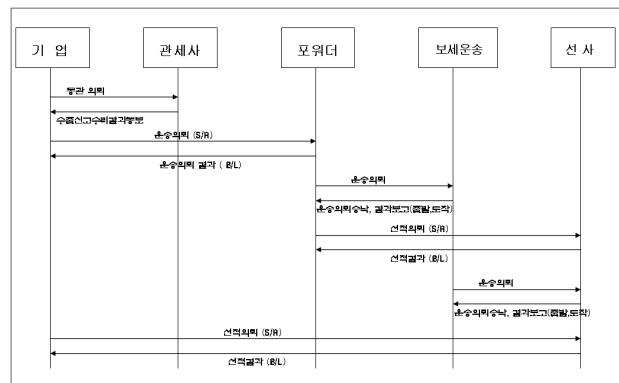 기 업
관세사
포워더
보세운송
선 사
통관 의뢰
수출신고수리결과통보
운송의뢰 (S/R)
운송의뢰 결과 ( B/L)
운송의뢰
운송의뢰승낙, 결과보고(출발,도착)
선적의뢰 (S/R)
선적결과 (B/L)
운송의뢰
운송의뢰승낙, 결과보고(출발,도착)
선적의뢰 (S/R)
선적결과 (B/L)